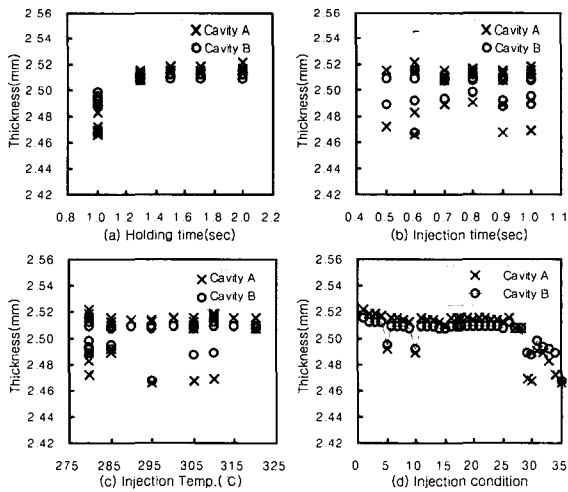 2.56
2.54
2.52
2.50
2.48
2.46
2.44
2.42
Thickness(mm)
Cavity A
Cavity B
0.8 1.0 1.2 1.4 1.6 1.8 2.0 2.2
(a) Holding time(sec)
2.56
2.54
2.52
2.50
2.48
2.46
2.44
2.42
Thickness(mm)
Cavity A
Cavity B
0.4 0.5 0.6 0.7 0.8 0.9 1.0 1.1
(b) Injection time(sec)
2.56
2.54
2.52
2.50
2.48
2.46
2.44
2.42
Thickness(mm)
Cavity A
Cavity B
275 285 295 305 315 325
(c) Injection Temp.(℃)
2.56
2.54
2.52
2.50
2.48
2.46
2.44
2.42
Thickness(mm)
Cavity A
Cavity B
0 5 10 15 20 25 30 35
(d) Injection condition